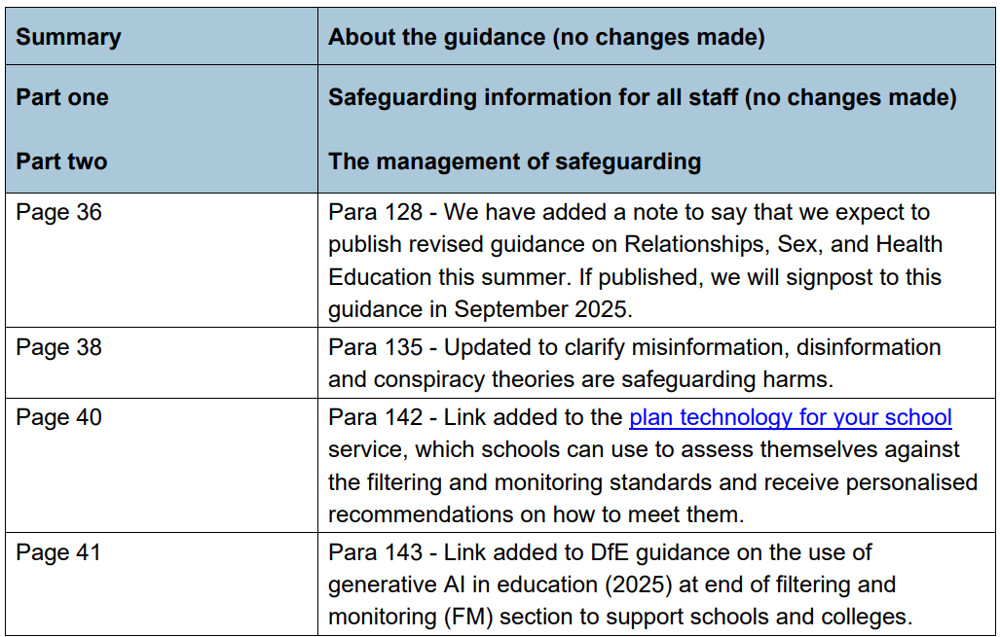 Summary
About the guidance (no changes made)
Part one
Safeguarding information for all staff (no changes made)
Part two
The management of safeguarding
Page 36
Para 128 - We have added a note to say that we expect to
publish revised guidance on Relationships, Sex, and Health
Education this summer. If published, we will signpost to this
guidance in September 2025.
Page 38
Para 135 - Updated to clarify misinformation, disinformation
and conspiracy theories are safeguarding harms.
Page 40
Para 142 - Link added to the plan technology for your school
service, which schools can use to assess themselves against
the filtering and monitoring standards and receive personalised
recommendations on how to meet them.
Page 41
Para 143 - Link added to DfE guidance on the use of
generative AI in education (2025) at end of filtering and
monitoring (FM) section to support schools and colleges.